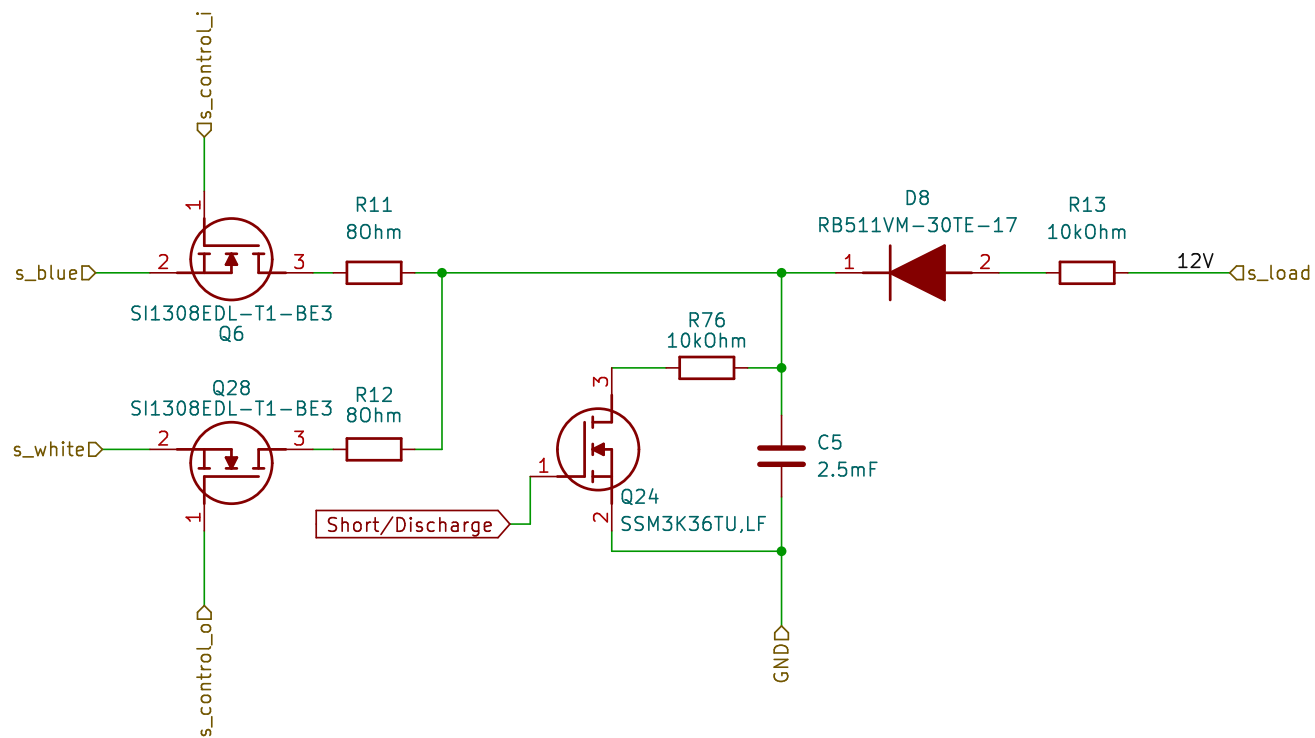 s_control_i
1
s_blue
2
3
SI1308EDL-T1-BE3
Q6
R11
8Ohm
D8
RB511VM-30TE-17
1
2
R13
10kOhm
12V
s_load
R76
10kOhm
Q28
SI1308EDL-T1-BE3
s_white
2
3
1
R12
8Ohm
3
1
2
Q24
SSM3K36TU,LF
C5
2.5mF
Short/Discharge
s_control_o
GND